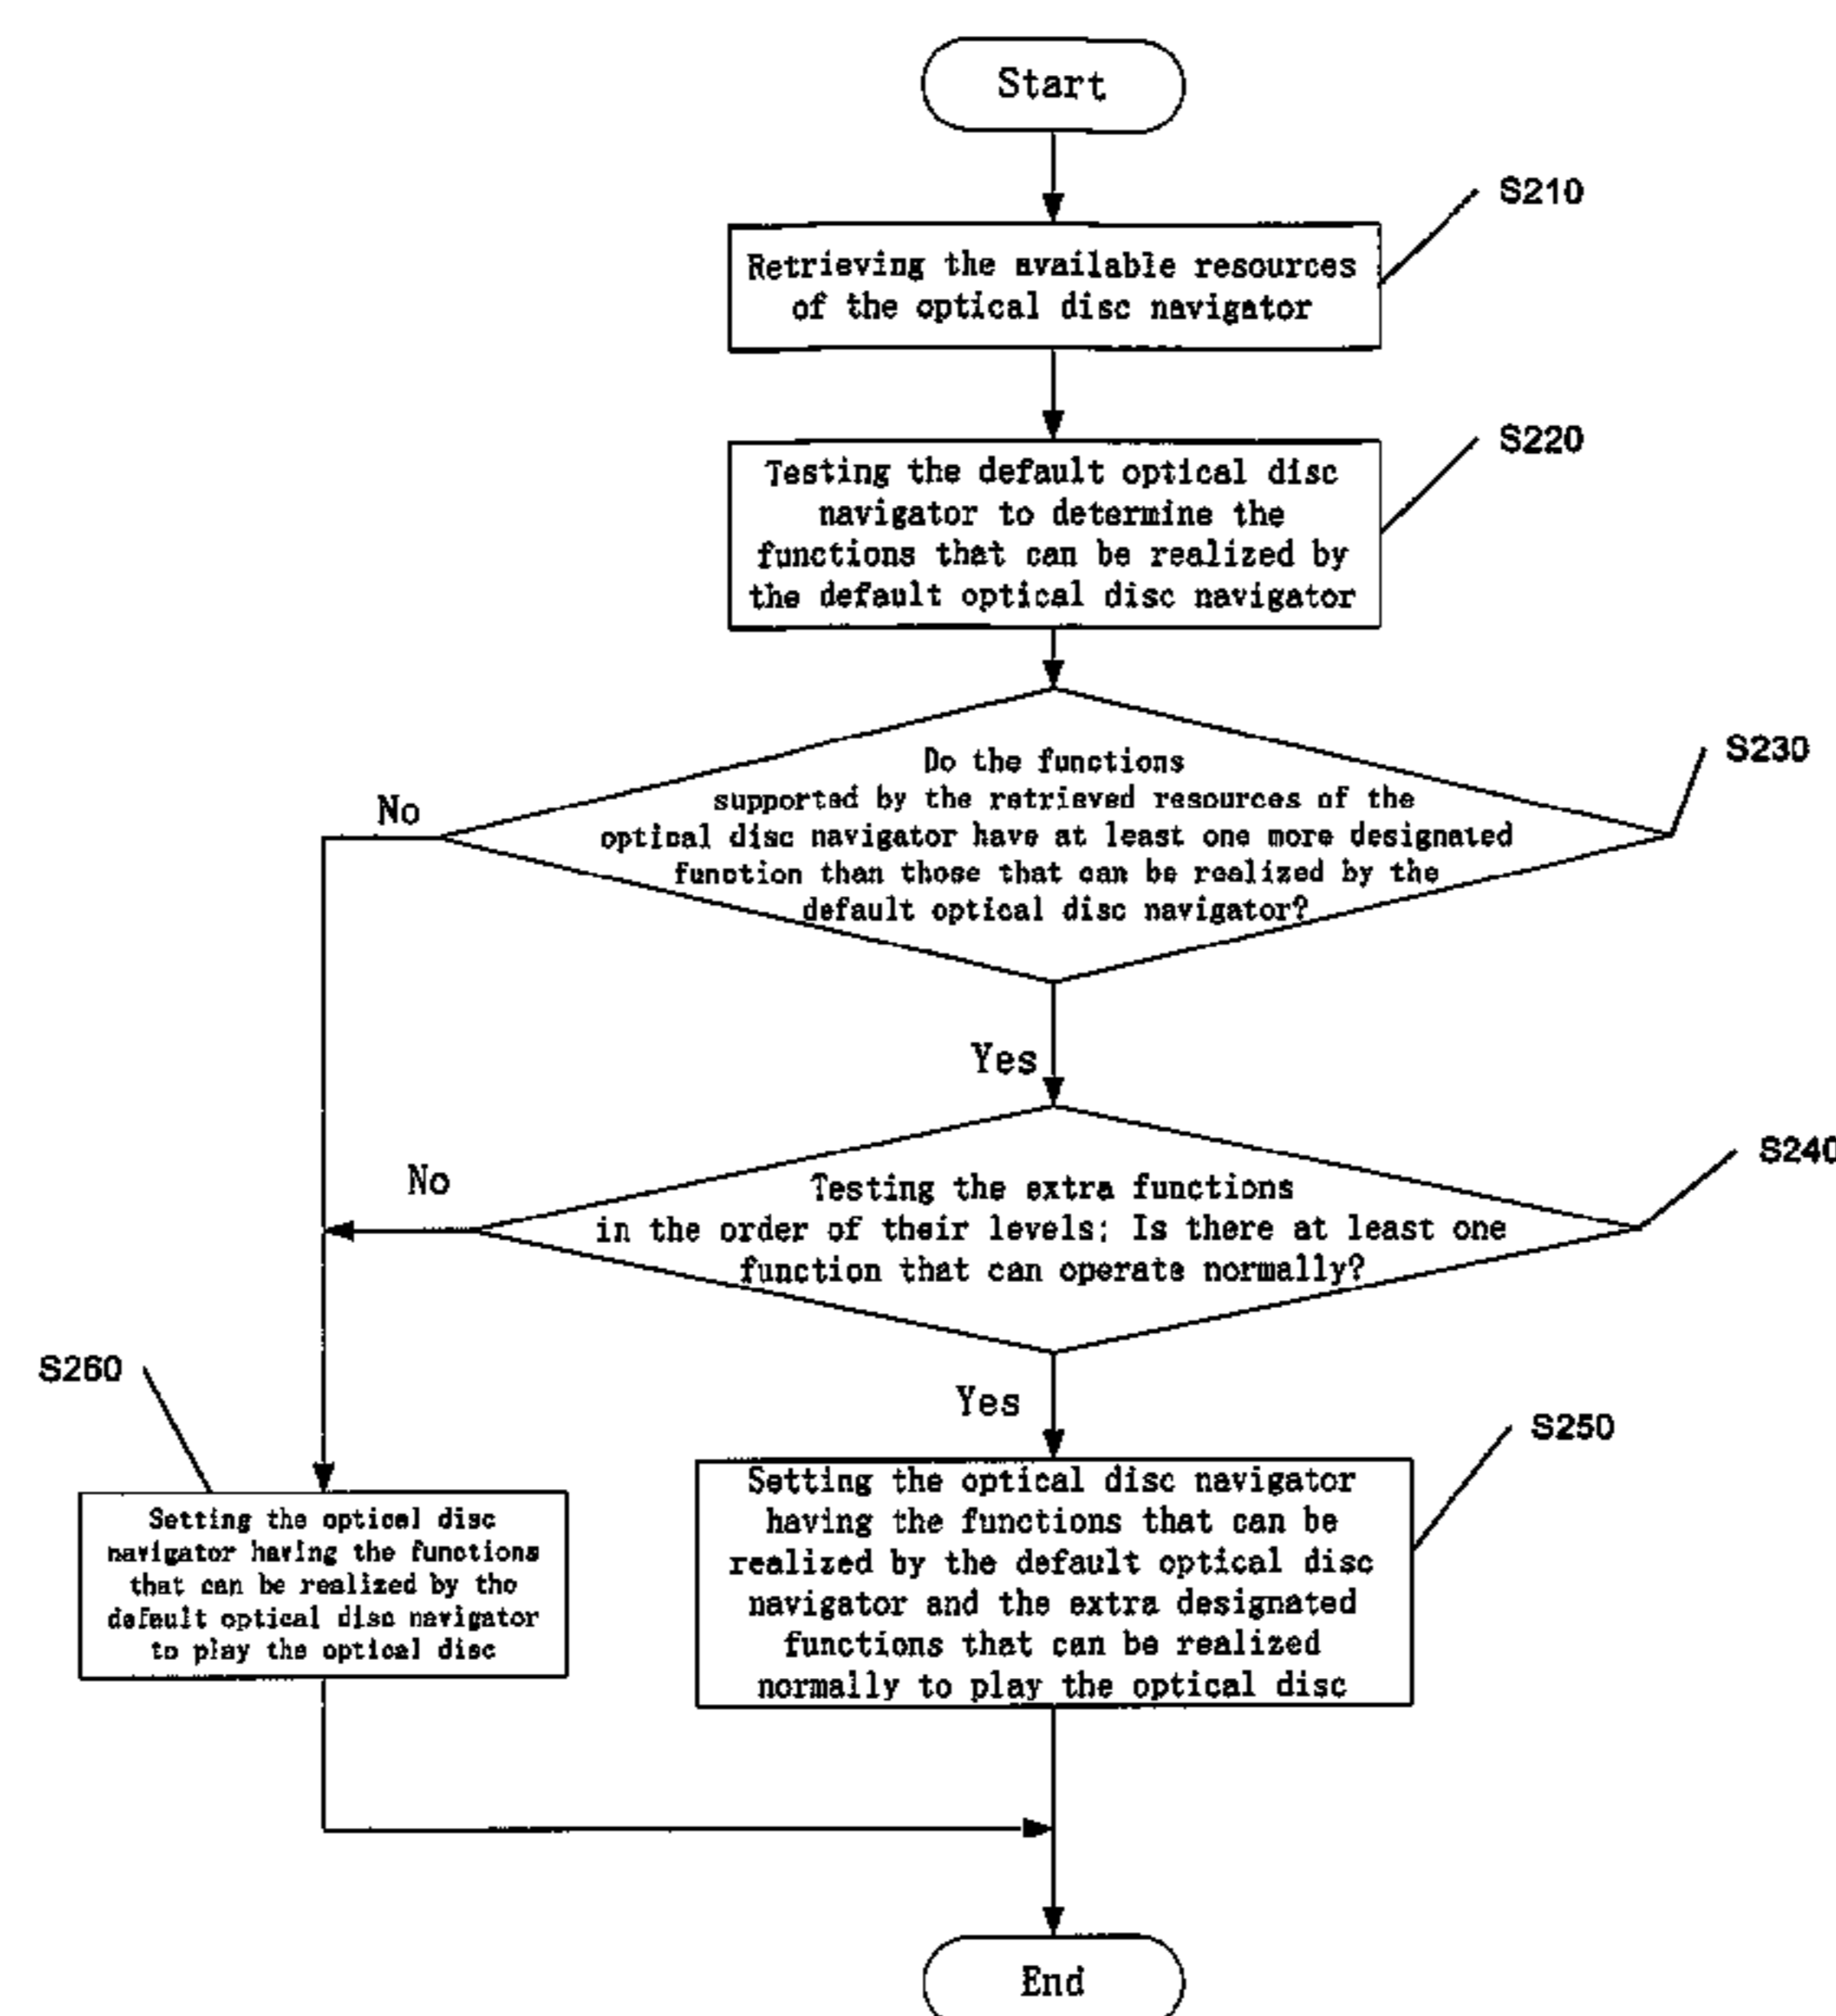 Start
S210
Retrieving the available resources
of the optical disc navigator
S220
Testing the default optical disc
navigator to determine the
functions that can be realized by
the default optical disc navigator
S230
Do the functions
supported by the retrieved resources of the
optical disc navigator have at least one more designated
function than those that can be realized by the
default optical disc navigator?
No
Yes
S240
Testing the extra functions
in the order of their levels; Is there at least one
function that can operate normally?
No
Yes
S260
Setting the optical disc
navigator having the functions
that can be realized by the
default optical disc navigator
to play the optical disc
S250
Setting the optical disc navigator
having the functions that can be
realized by the default optical disc
navigator and the extra designated
functions that can be realized
normally to play the optical disc
End